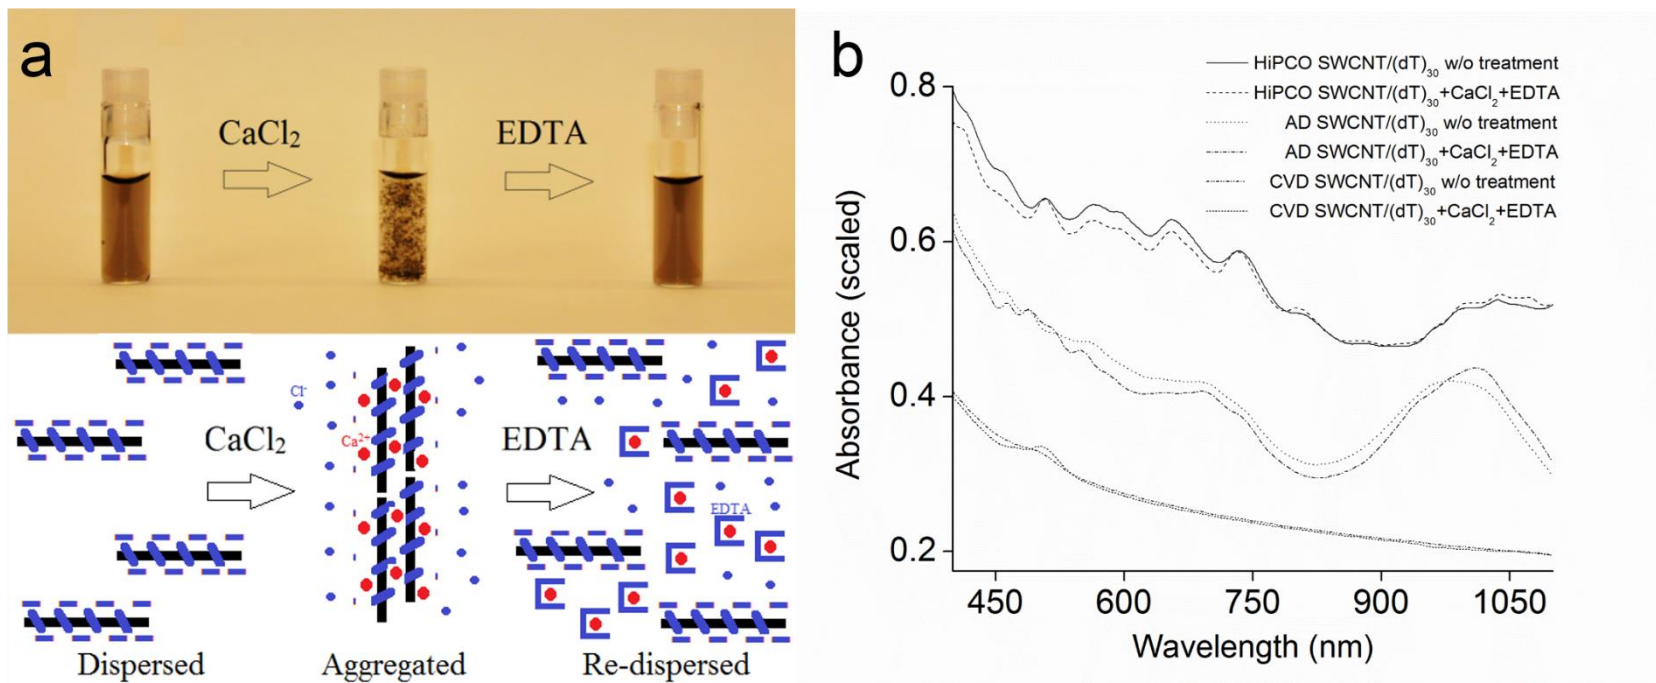 a
CaCl₂
EDTA
Cl⁻
Ca²⁺
CaCl₂
EDTA
EDTA
Dispersed
Aggregated
Re-dispersed
b
HiPCO SWCNT/(dT)₃₀ w/o treatment
HiPCO SWCNT/(dT)₃₀+CaCl₂+EDTA
AD SWCNT/(dT)₃₀ w/o treatment
AD SWCNT/(dT)₃₀+CaCl₂+EDTA
CVD SWCNT/(dT)₃₀ w/o treatment
CVD SWCNT/(dT)₃₀+CaCl₂+EDTA
Absorbance (scaled)
0.8
0.6
0.4
0.2
450 600 750 900 1050
Wavelength (nm)